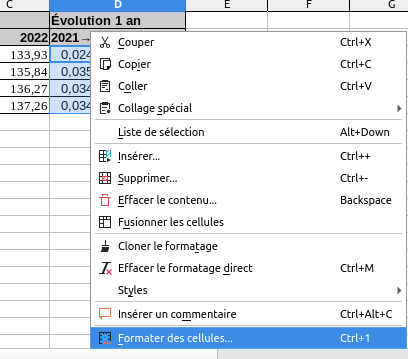 C D E F G
Évolution 1 an
2022 2021→
133,93 0,024
135,84 0,035
136,27 0,034
137,26 0,034
Couper Ctrl+X
Copier Ctrl+C
Coller Ctrl+V
Collage spécial
Liste de sélection Alt+Down
Insérer... Ctrl++
Supprimer... Ctrl+-
Effacer le contenu... Backspace
Fusionner les cellules
Cloner le formatage
Effacer le formatage direct Ctrl+M
Styles
Insérer un commentaire Ctrl+Alt+C
Formater des cellules... Ctrl+1